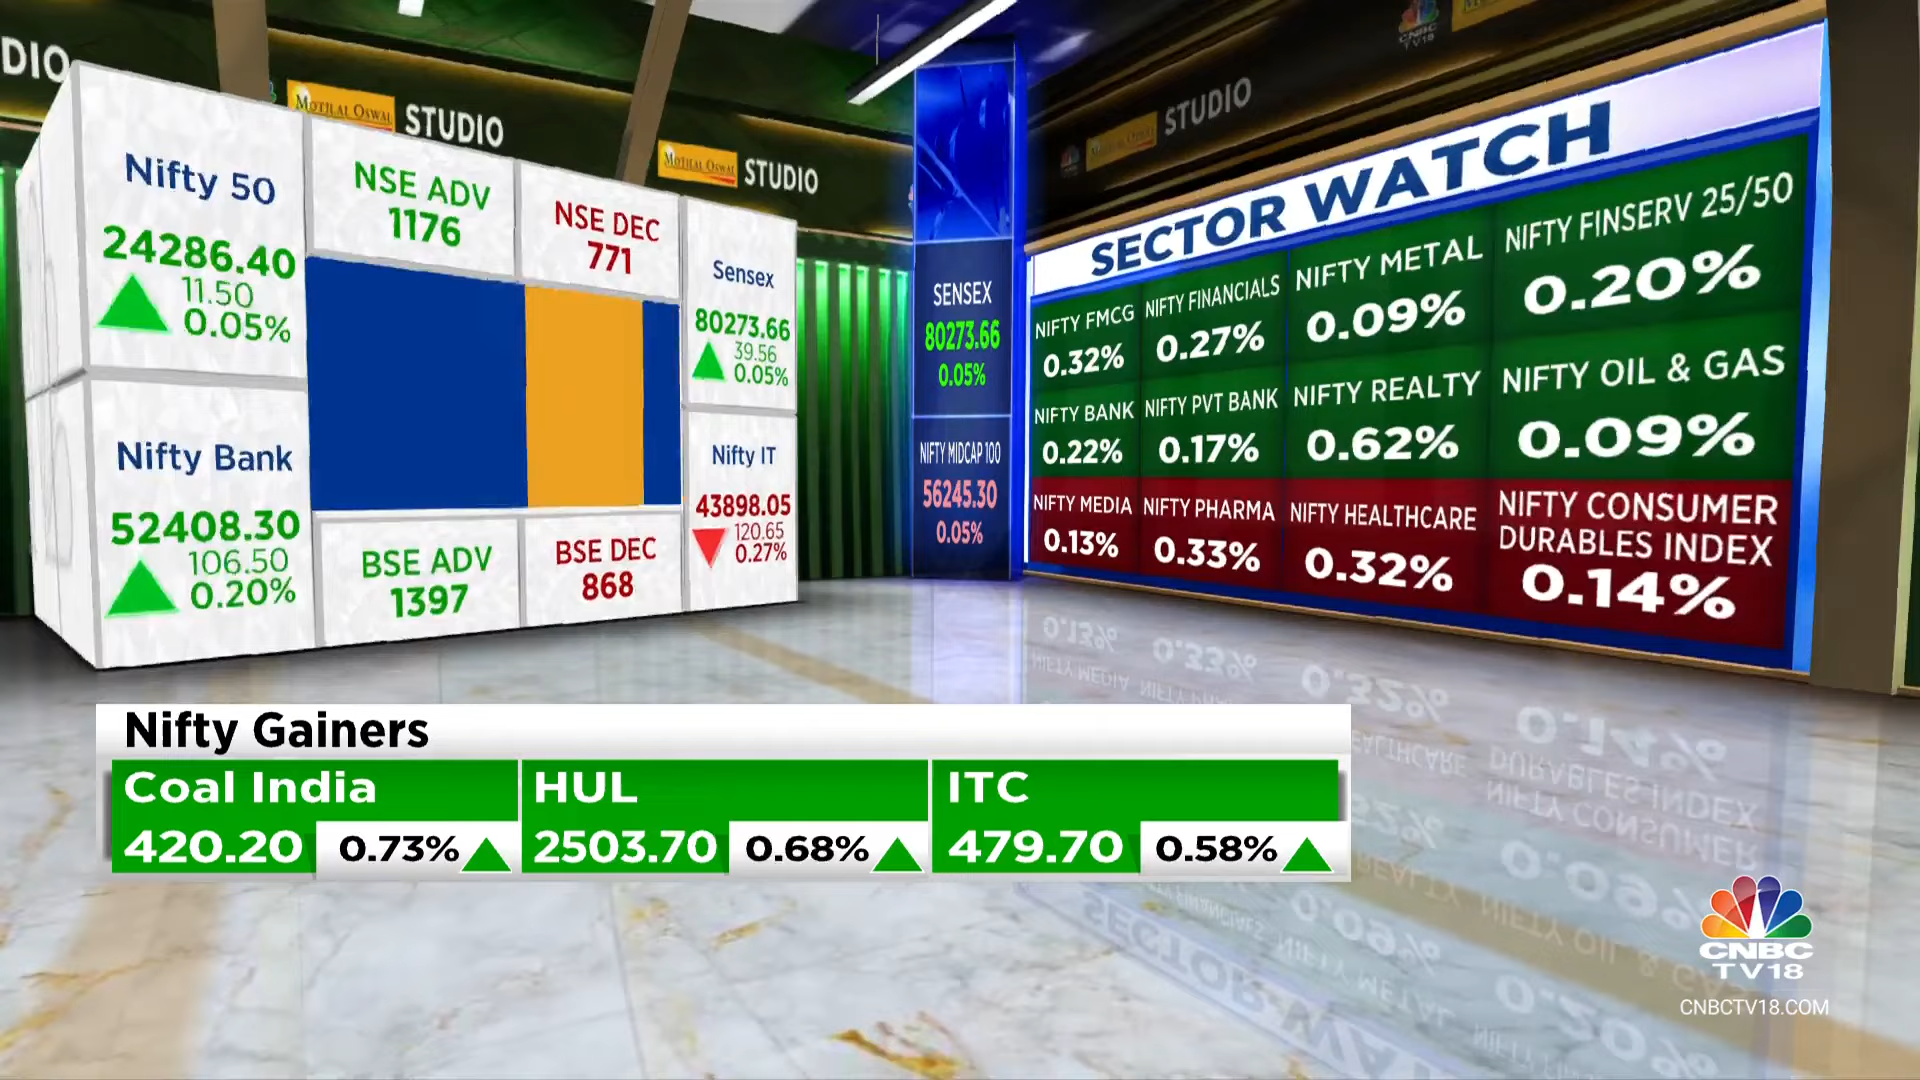 DIO
MOTILAL OSWAL STUDIO
MOTILAL OSWAL STUDIO
MOTILAL OSWAL STUDIO
CNBC
TV18
Nifty 50
24286.40
11.50
0.05%
NSE ADV
1176
NSE DEC
771
Sensex
80273.66
39.56
0.05%
Nifty Bank
52408.30
106.50
0.20%
BSE ADV
1397
BSE DEC
868
Nifty IT
43898.05
120.65
0.27%
SENSEX
80273.66
0.05%
NIFTY MIDCAP 100
56245.30
0.05%
SECTOR WATCH
NIFTY FMCG
0.32%
NIFTY FINANCIALS
0.27%
NIFTY METAL
0.09%
NIFTY FINSERV 25/50
0.20%
NIFTY BANK
0.22%
NIFTY PVT BANK
0.17%
NIFTY REALTY
0.62%
NIFTY OIL & GAS
0.09%
NIFTY MEDIA
0.13%
NIFTY PHARMA
0.33%
NIFTY HEALTHCARE
0.32%
NIFTY CONSUMER
DURABLES INDEX
0.14%
Nifty Gainers
Coal India
420.20 0.73%
HUL
2503.70 0.68%
ITC
479.70 0.58%
CNBC
TV18
CNBCTV18.COM